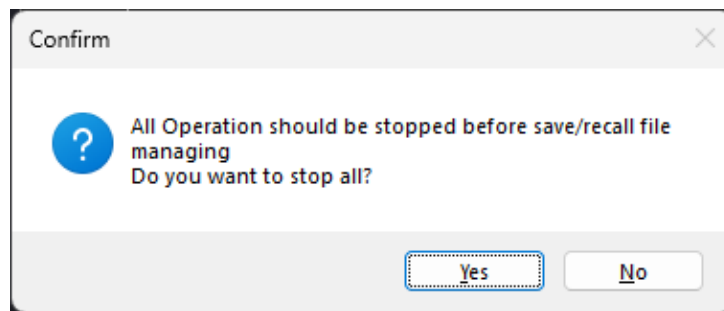 Confirm
All Operation should be stopped before save/recall file
managing
Do you want to stop all?
Yes
No